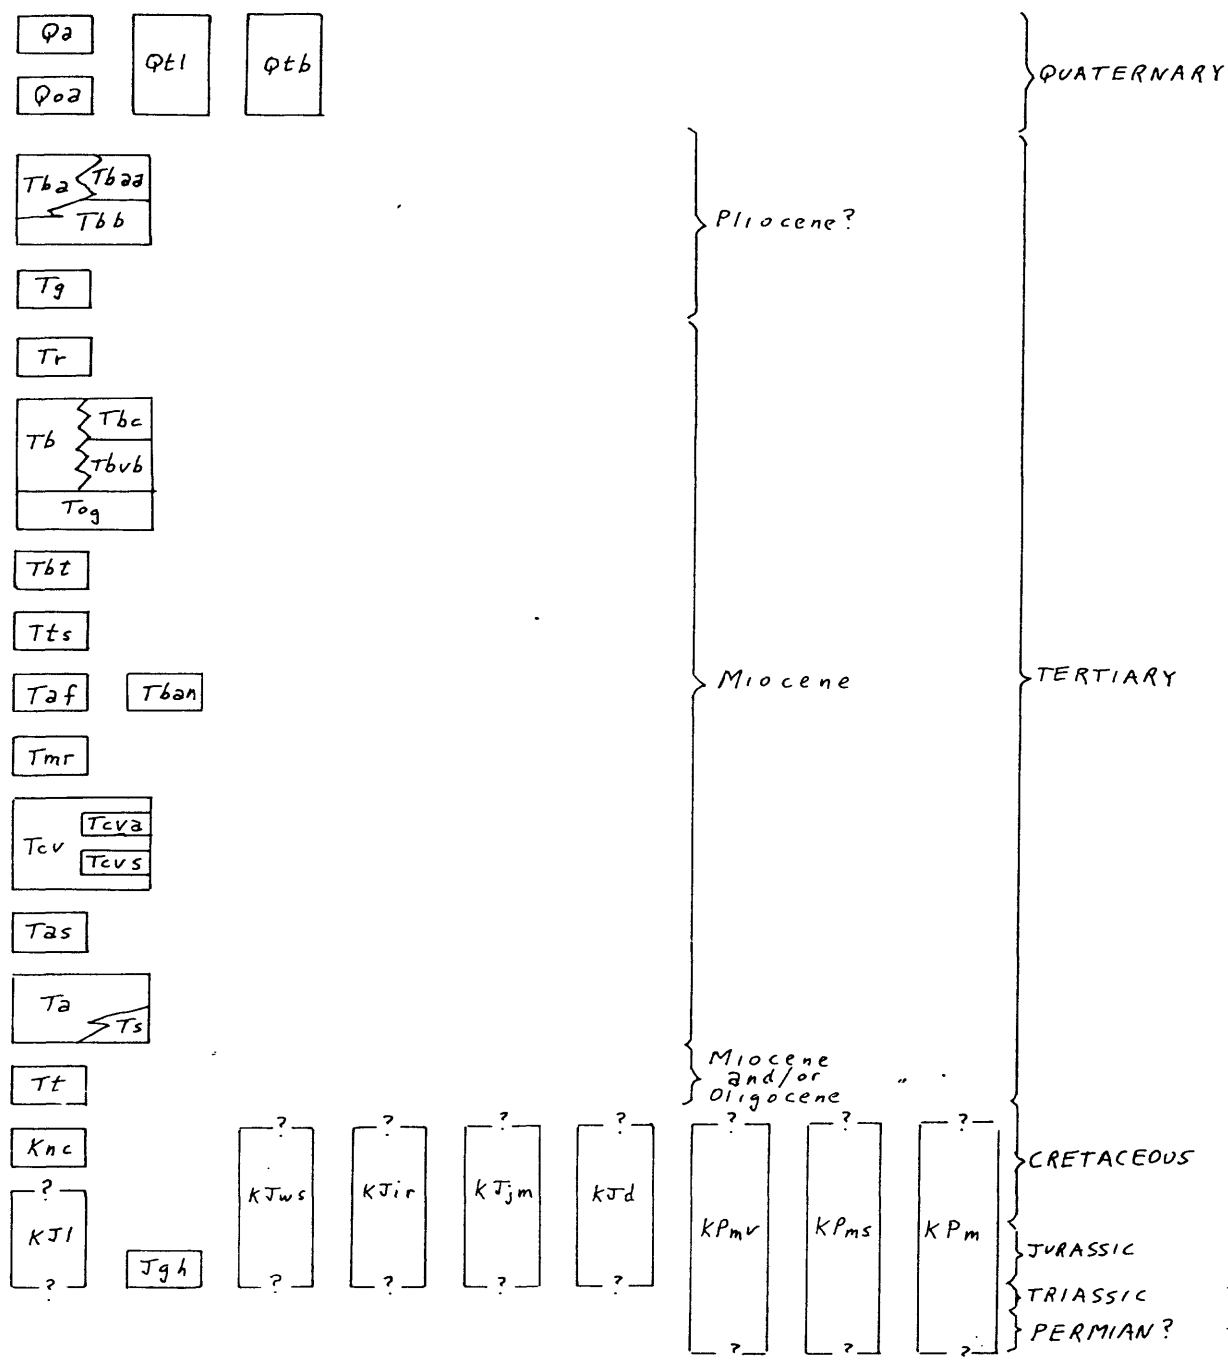 Qa
Qtl
Qtb
Qoa
QUATERNARY
Tba
Tbaa
Tbb
Pliocene?
Tg
Tr
Tb
Tbc
Tbvb
Tog
Tbt
Tts
Taf
Tban
Miocene
TERTIARY
Tmr
Tcv
Tcva
Tcvs
Tas
Ta
Ts
Tt
Miocene
and/or
Oligocene
Knc
? ? ? ? ? ? ?
CRETACEOUS
?
KJws
KJir
KJjm
KJd
KJl
KPmv
KPms
KPm
JURASSIC
Jgh
? ? ? ? ?
TRIASSIC
PERMIAN?
? ? ?